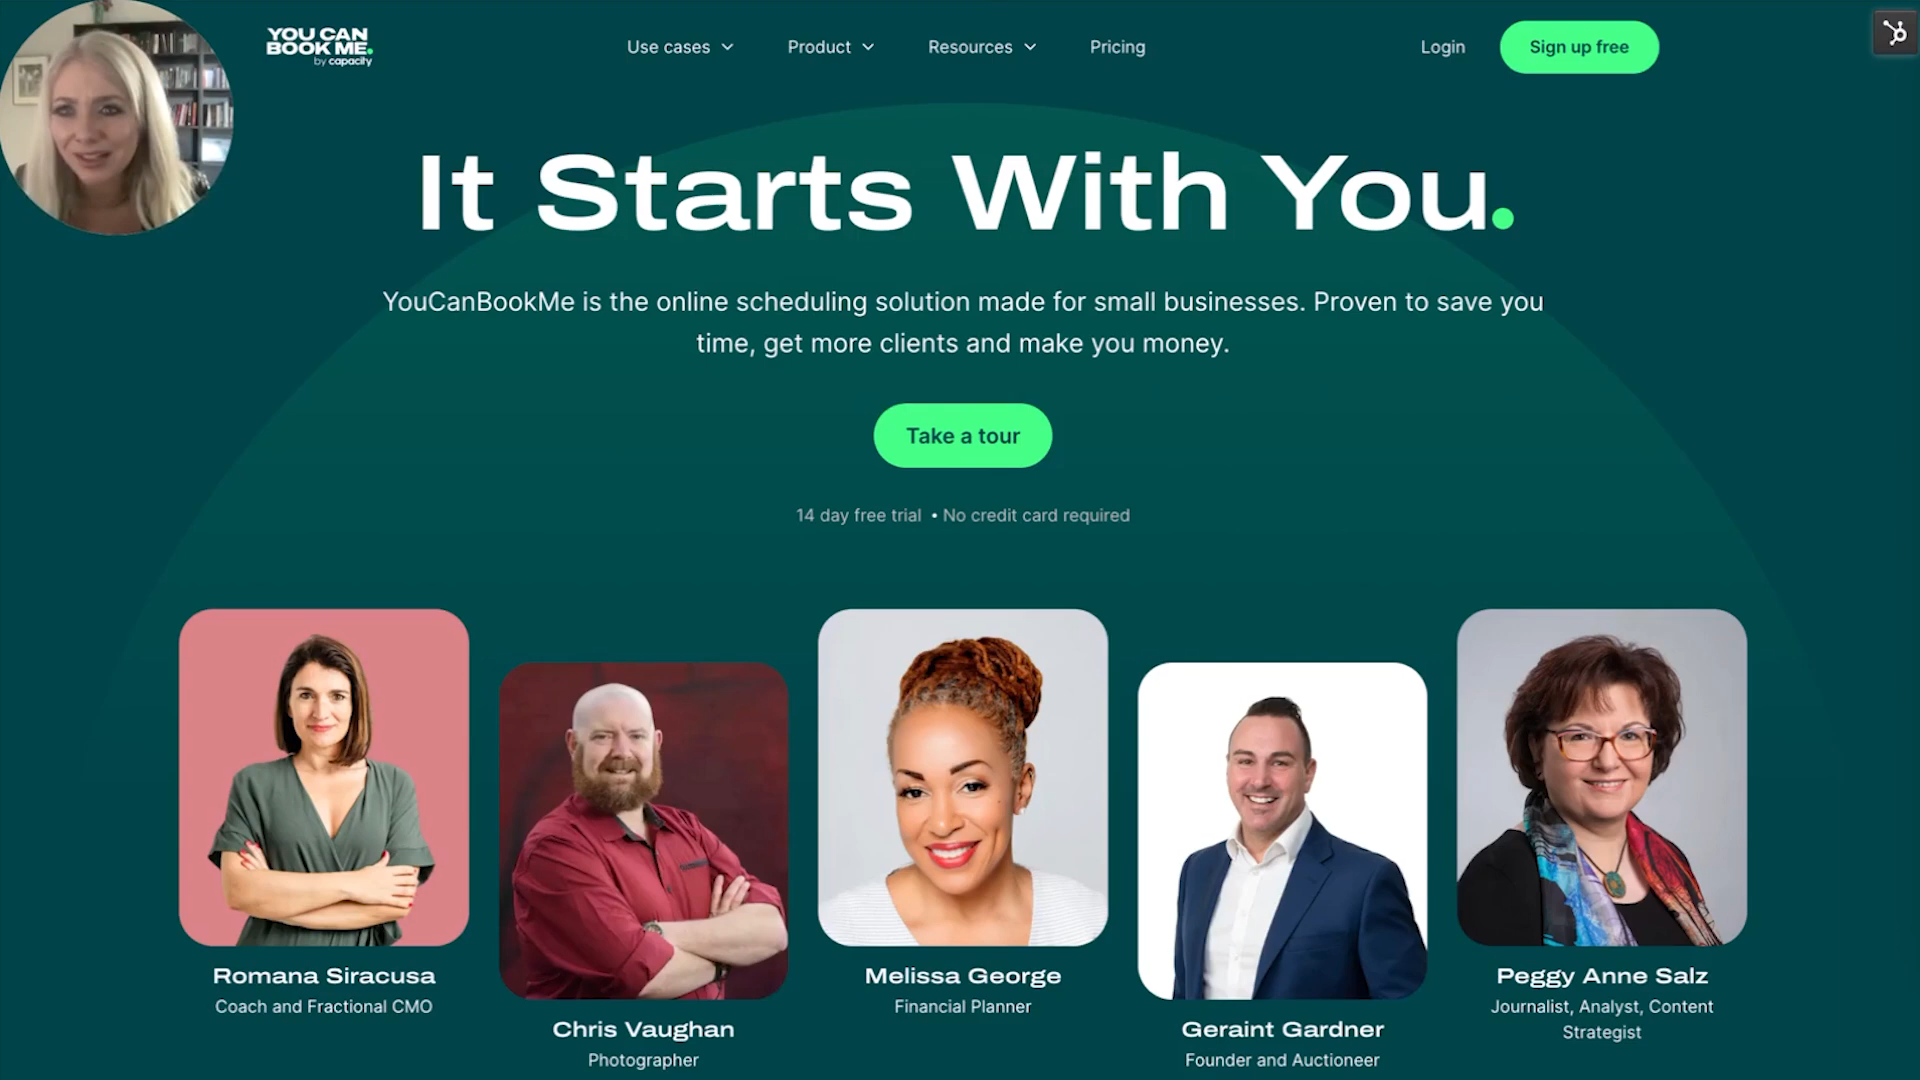 YOU CAN
BOOK ME.
by capacity
Use cases
Product
Resources
Pricing
Login
Sign up free
It Starts With You.
YouCanBookMe is the online scheduling solution made for small businesses. Proven to save you
time, get more clients and make you money.
Take a tour
14 day free trial • No credit card required
Romana Siracusa
Coach and Fractional CMO
Chris Vaughan
Photographer
Melissa George
Financial Planner
Geraint Gardner
Founder and Auctioneer
Peggy Anne Salz
Journalist, Analyst, Content
Strategist